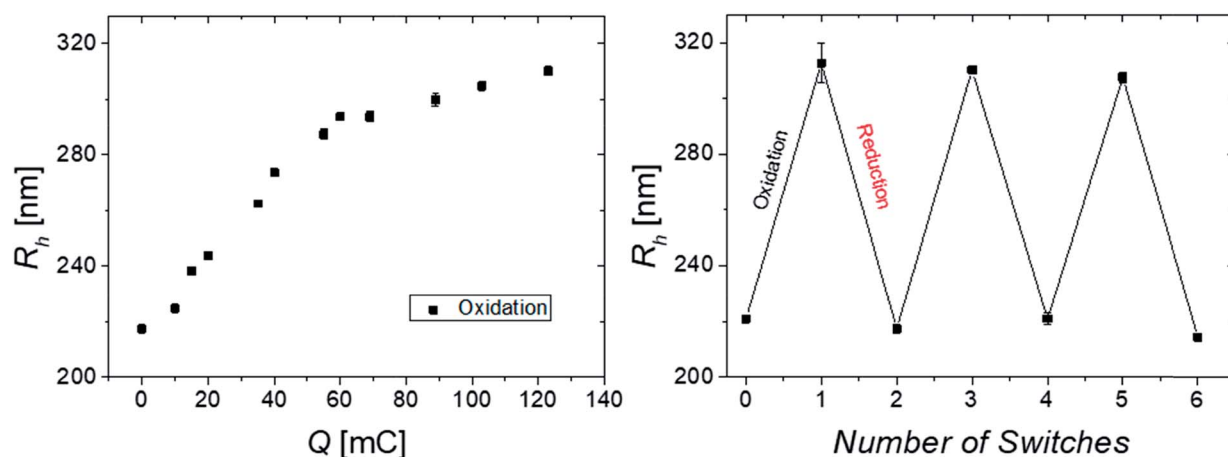 320
280
240
200
R_h [nm]
0 20 40 60 80 100 120 140
Q [mC]
Oxidation
320
280
240
200
R_h [nm]
Oxidation
Reduction
0 1 2 3 4 5 6
Number of Switches